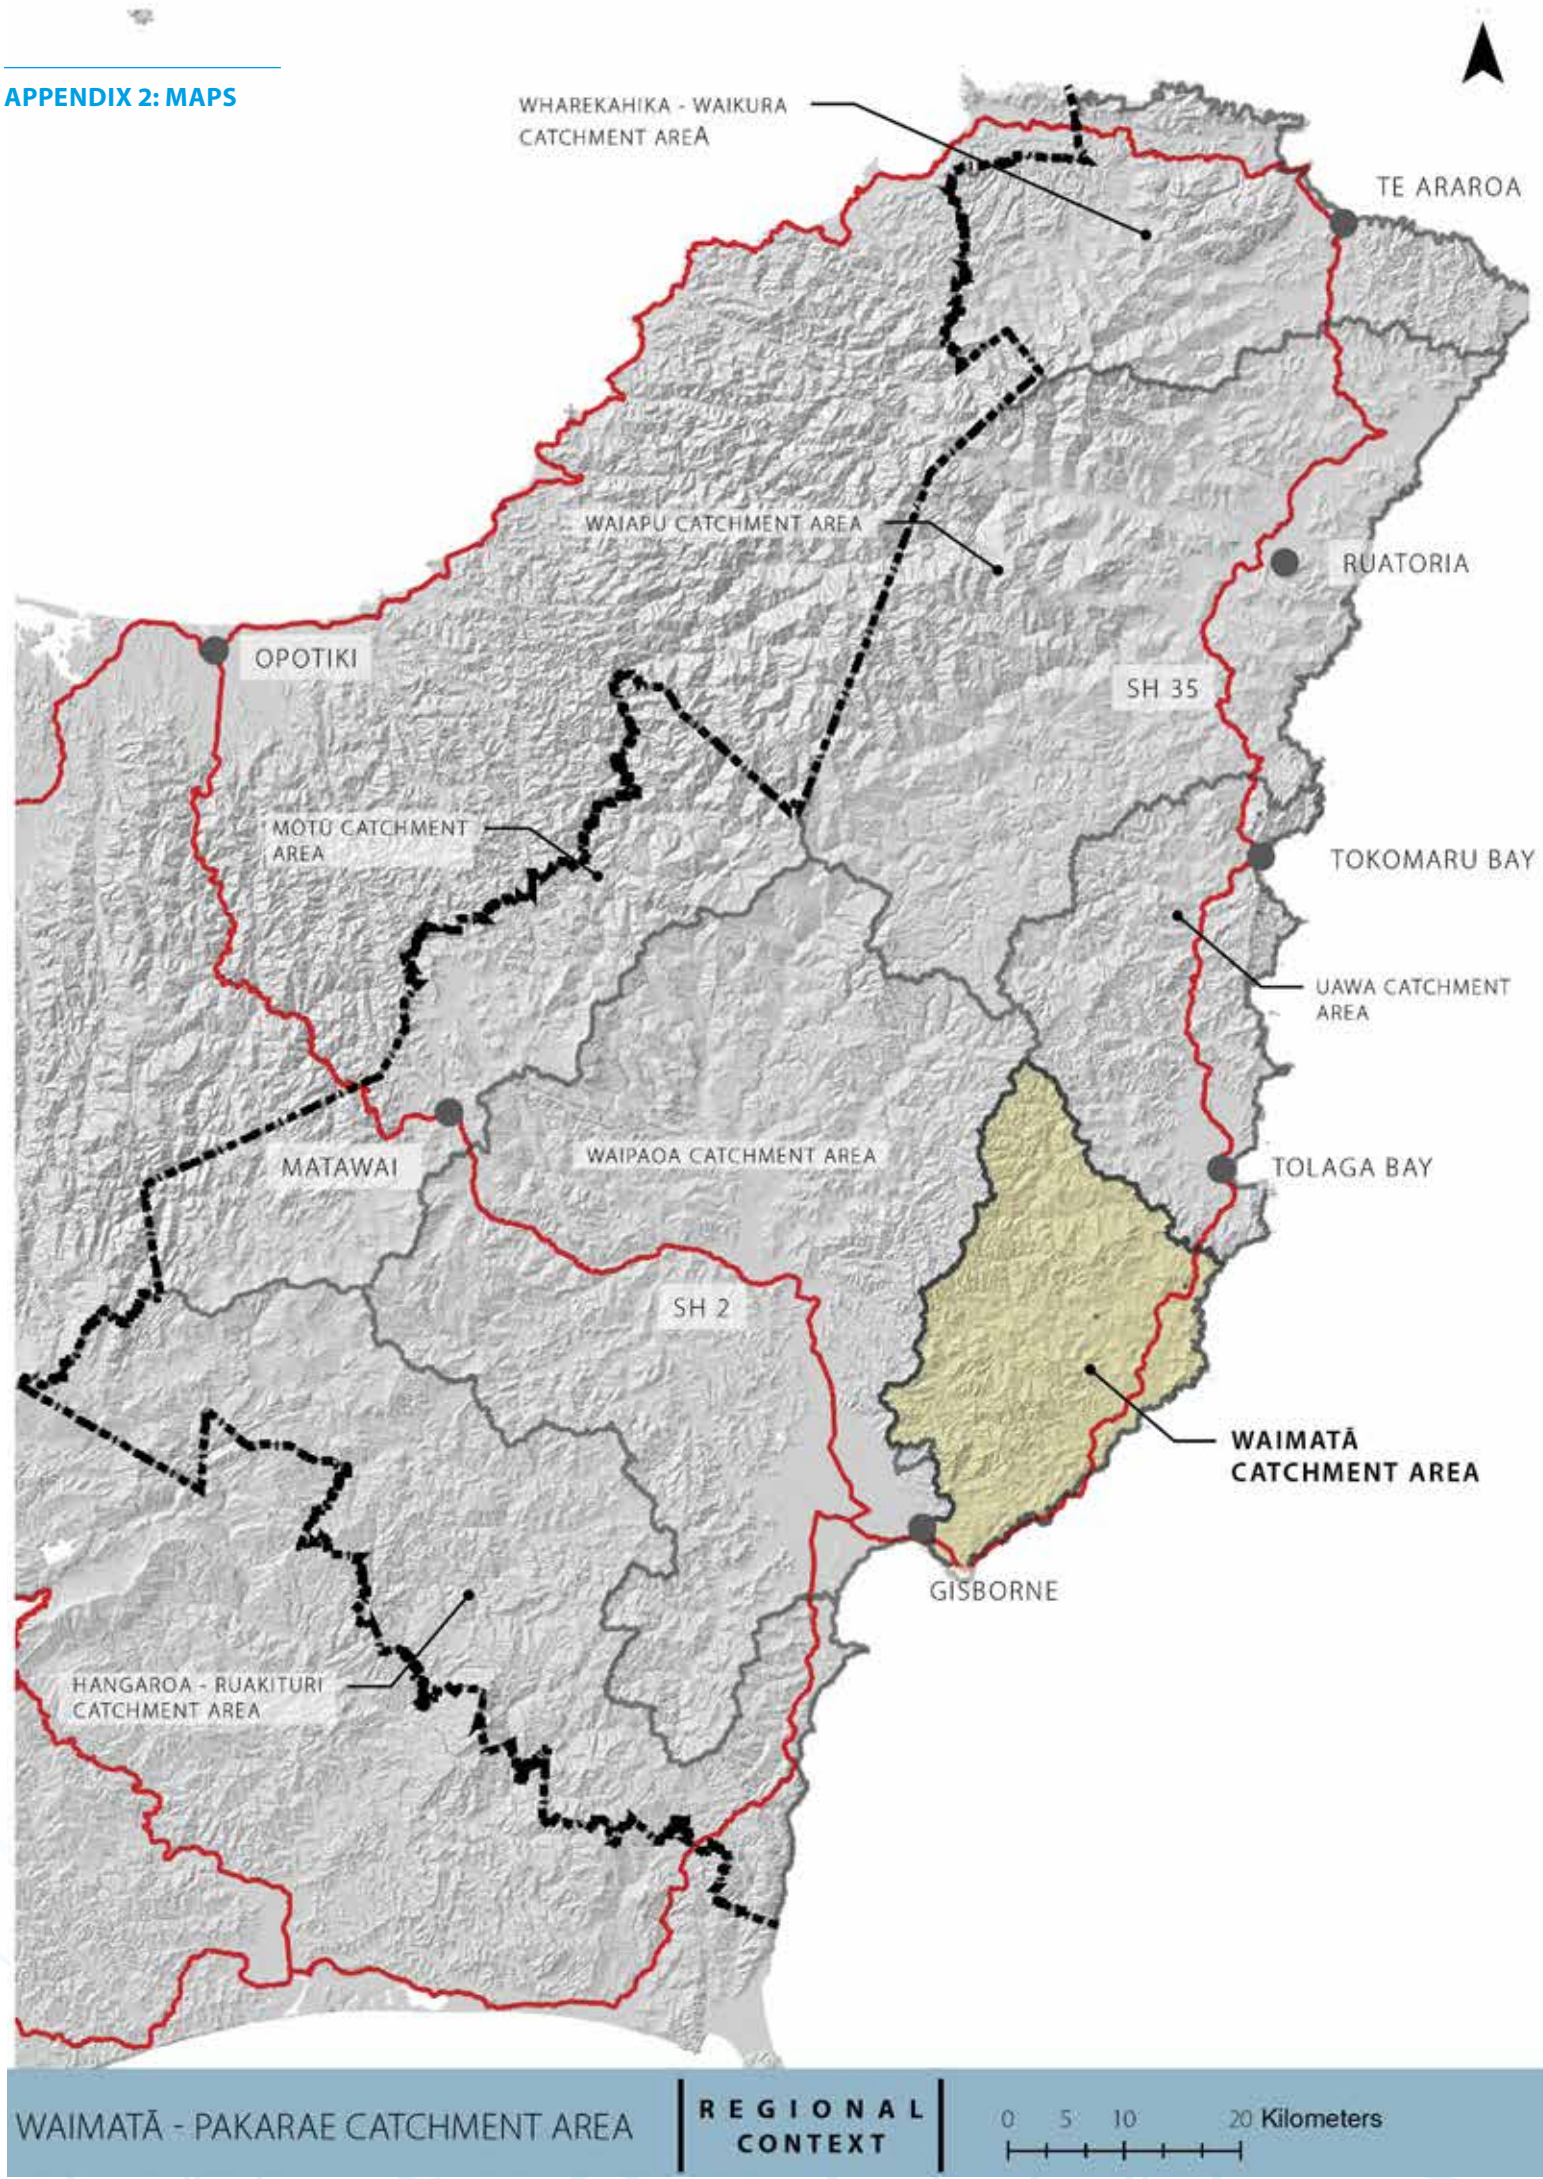 APPENDIX 2: MAPS
WHAREKAHIKA - WAIKURA
CATCHMENT AREA
TE ARAROA
WAIAPU CATCHMENT AREA
RUATORIA
OPOTIKI
SH 35
MOTŪ CATCHMENT
AREA
TOKOMARU BAY
UAWA CATCHMENT
AREA
MATAWAI
WAIPAOA CATCHMENT AREA
TOLAGA BAY
SH 2
WAIMATĀ
CATCHMENT AREA
GISBORNE
HANGAROA - RUAKITURI
CATCHMENT AREA
WAIMATĀ - PAKARAE CATCHMENT AREA
REGIONAL
CONTEXT
0 5 10 20 Kilometers